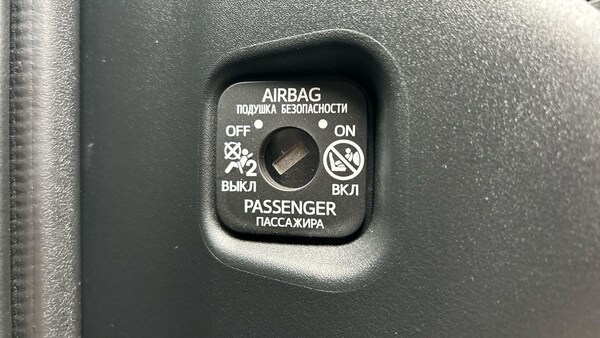 AIRBAG
ПОДУШКА БЕЗОПАСНОСТИ
OFF ON
2
ВЫКЛ ВКЛ
PASSENGER
ПАССАЖИРА